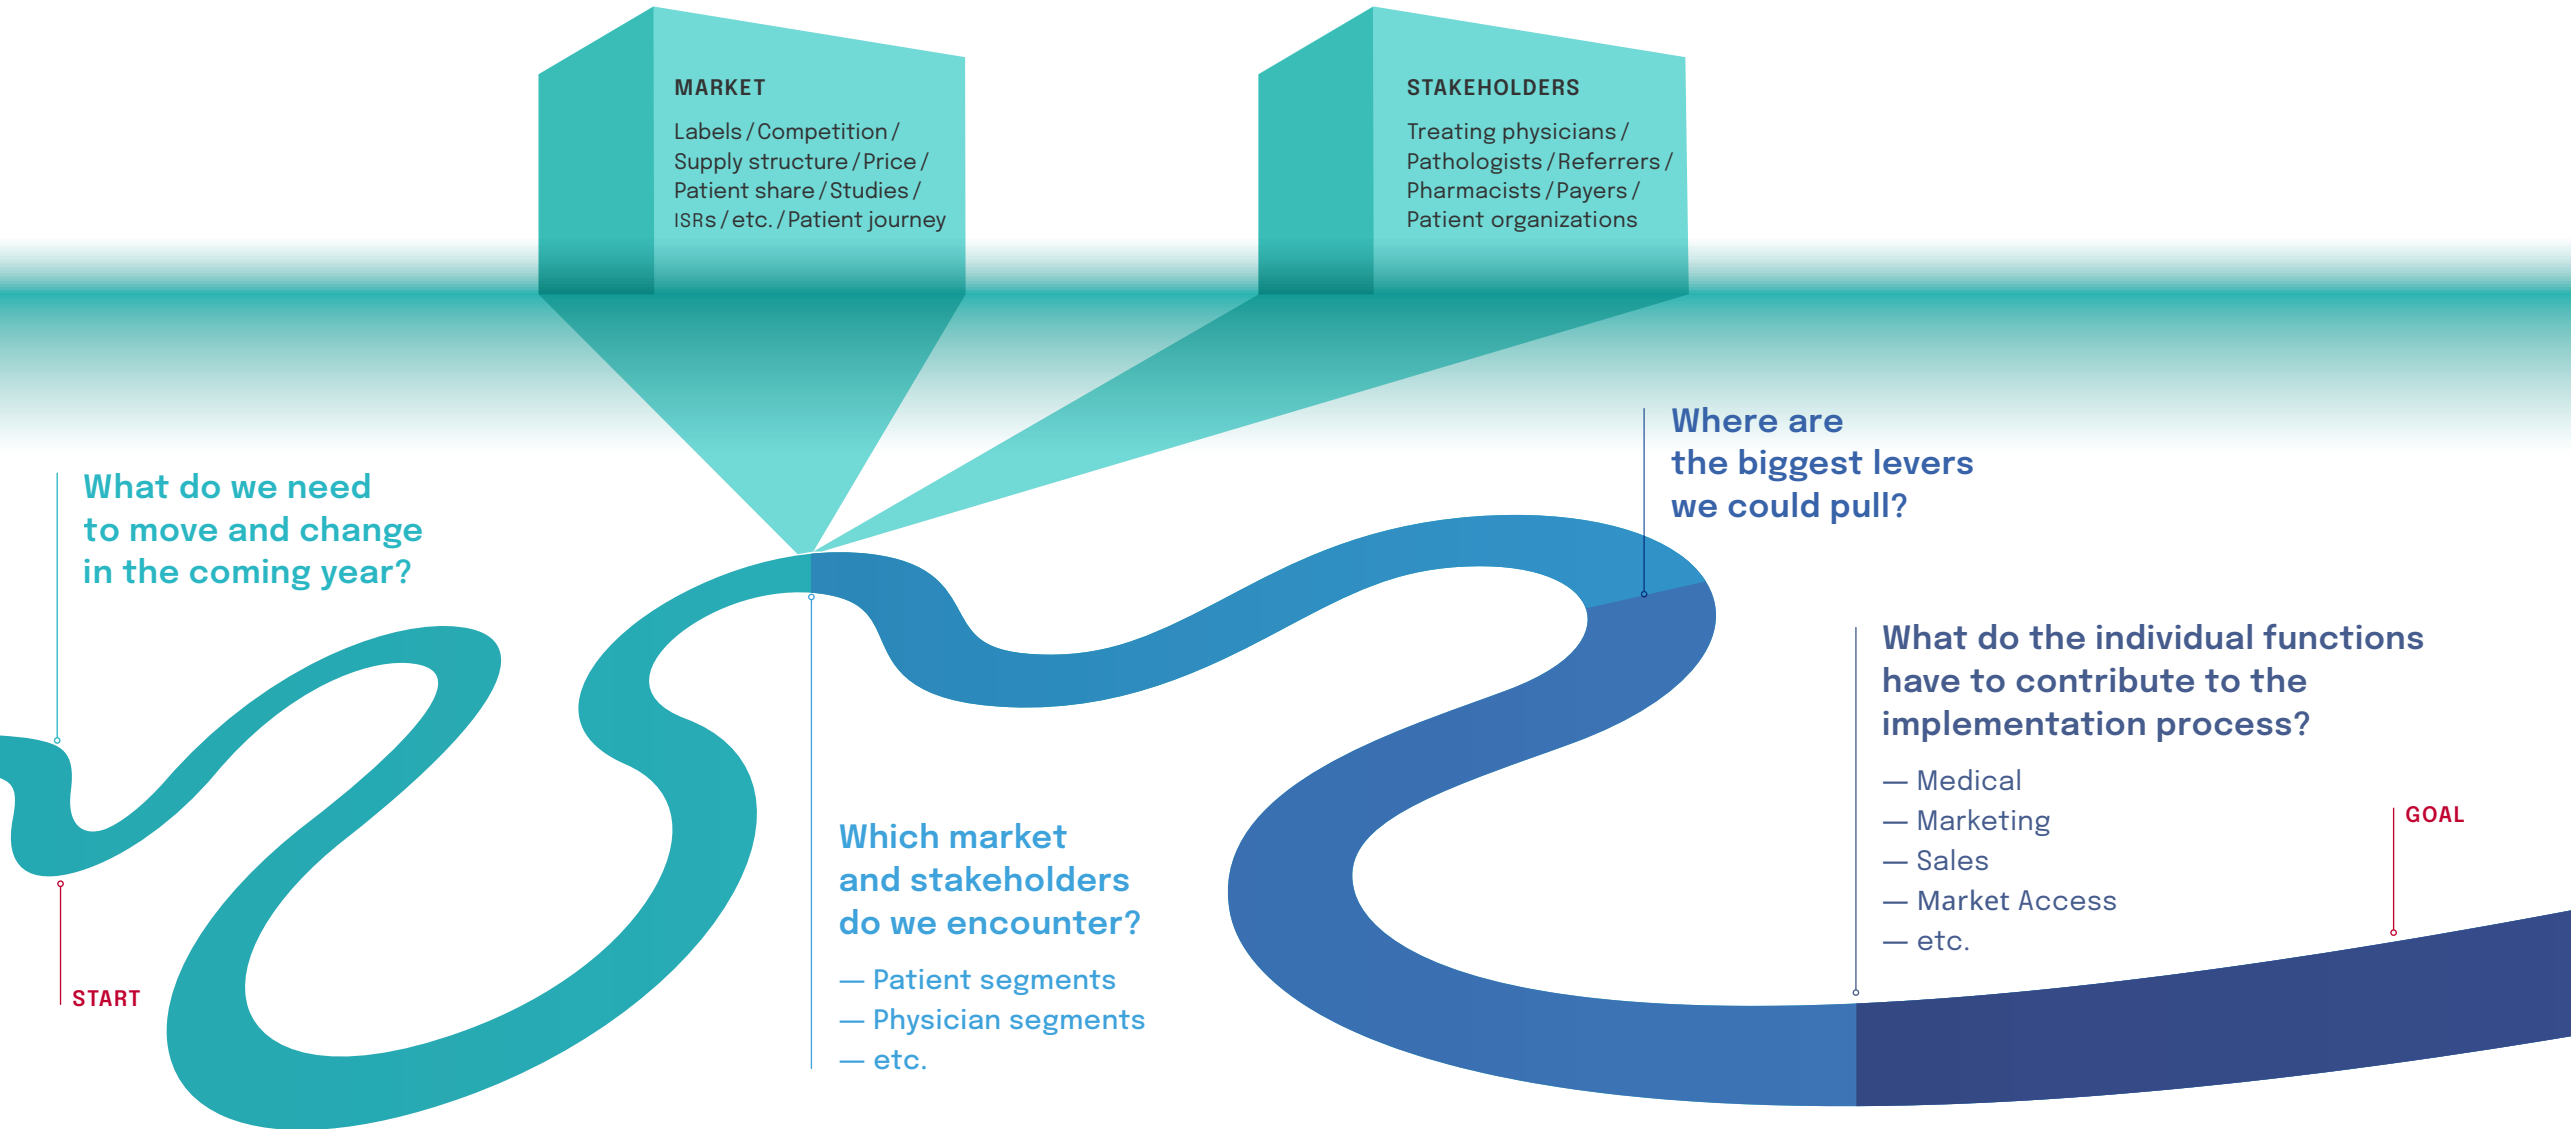 MARKET
Labels / Competition /
Supply structure / Price /
Patient share / Studies /
ISRs / etc. / Patient journey
STAKEHOLDERS
Treating physicians /
Pathologists / Referrers /
Pharmacists / Payers /
Patient organizations
What do we need
to move and change
in the coming year?
START
Which market
and stakeholders
do we encounter?
— Patient segments
— Physician segments
— etc.
Where are
the biggest levers
we could pull?
What do the individual functions
have to contribute to the
implementation process?
— Medical
— Marketing
— Sales
— Market Access
— etc.
GOAL